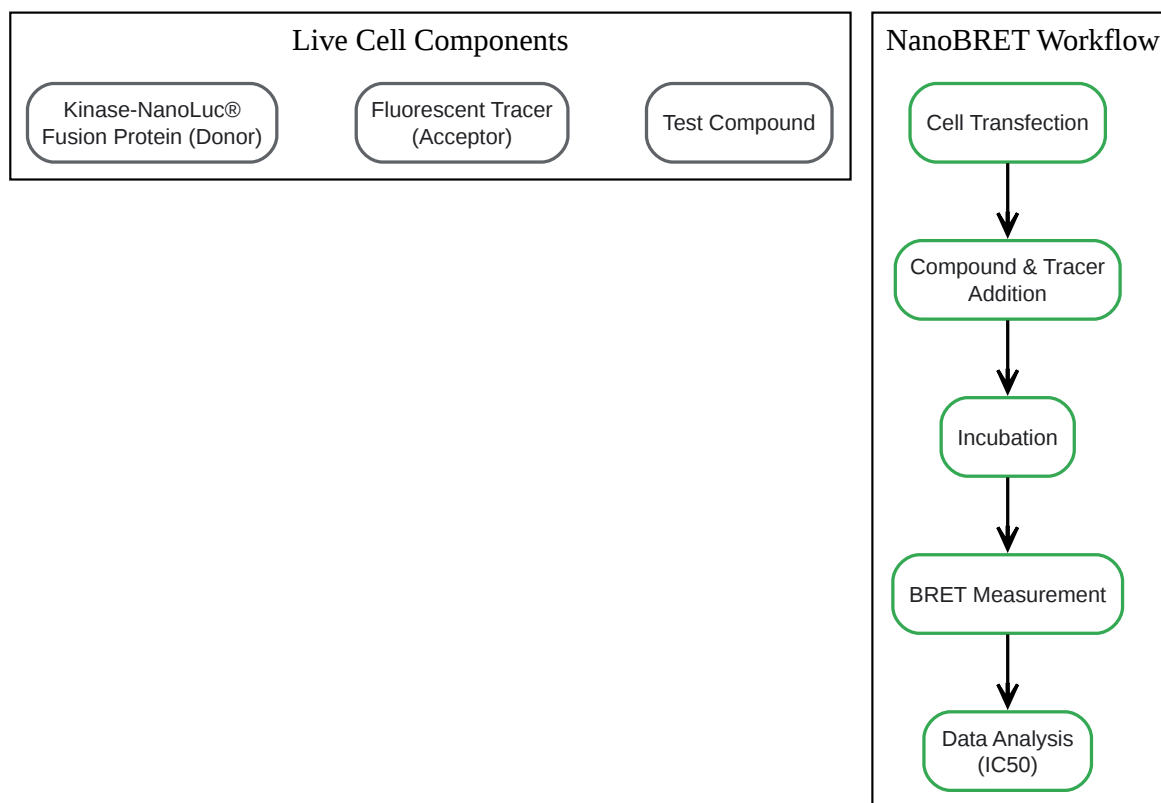 Live Cell Components
Kinase-NanoLuc®
Fusion Protein (Donor)
Fluorescent Tracer
(Acceptor)
Test Compound
NanoBRET Workflow
Cell Transfection
Compound & Tracer
Addition
Incubation
BRET Measurement
Data Analysis
(IC50)